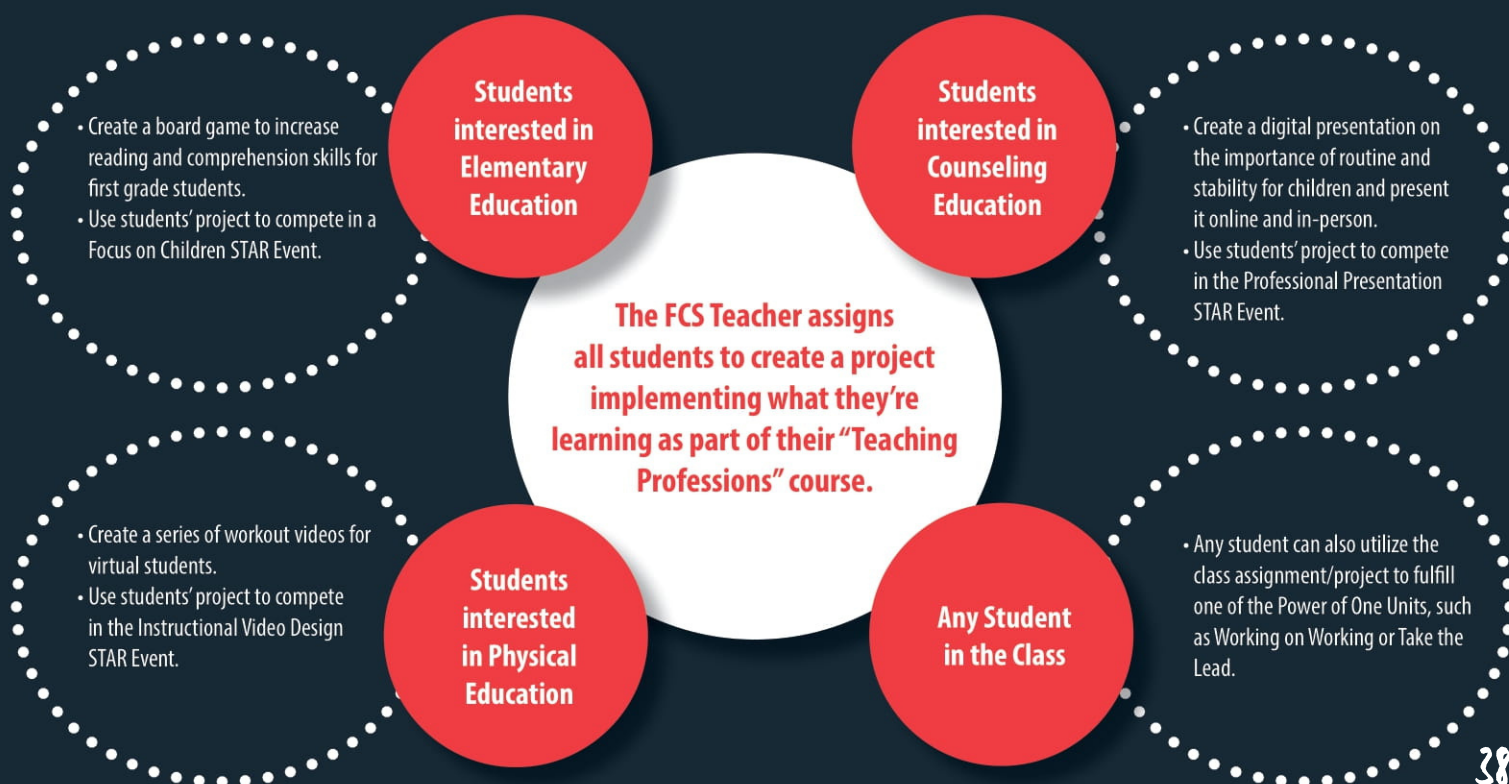 Students
interested in
Elementary
Education
• Create a board game to increase
reading and comprehension skills for
first grade students.
• Use students' project to compete in a
Focus on Children STAR Event.
Students
interested in
Counseling
Education
• Create a digital presentation on
the importance of routine and
stability for children and present
it online and in-person.
• Use students' project to compete
in the Professional Presentation
STAR Event.
The FCS Teacher assigns
all students to create a project
implementing what they're
learning as part of their "Teaching
Professions" course.
Students
interested
in Physical
Education
• Create a series of workout videos for
virtual students.
• Use students' project to compete
in the Instructional Video Design
STAR Event.
Any Student
in the Class
• Any student can also utilize the
class assignment/project to fulfill
one of the Power of One Units, such
as Working on Working or Take the
Lead.